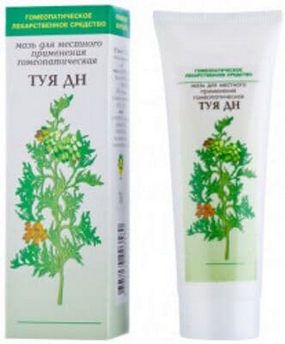 ГОМЕОПАТИЧЕСКОЕ
ЛЕКАРСТВЕННОЕ СРЕДСТВО
мазь для местного
применения
гомеопатическая
ТУЯ ДН
ГОМЕОПАТИЧЕСКОЕ
ЛЕКАРСТВЕННОЕ СРЕДСТВО
мазь для местного
применения
гомеопатическая
ТУЯ ДН